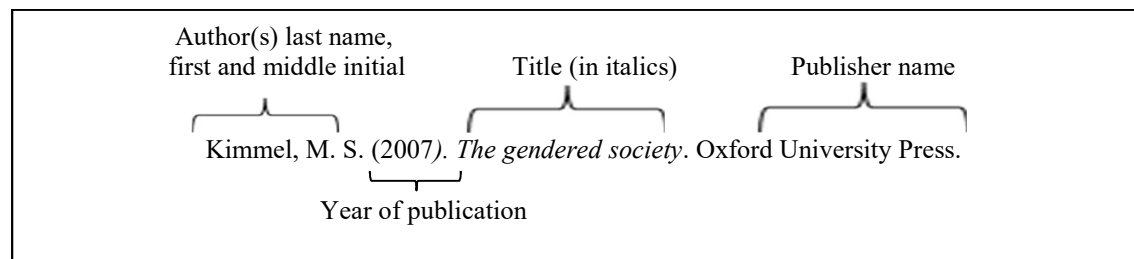 Author(s) last name,
first and middle initial
Title (in italics)
Publisher name
Kimmel, M. S. (2007). The gendered society. Oxford University Press.
Year of publication